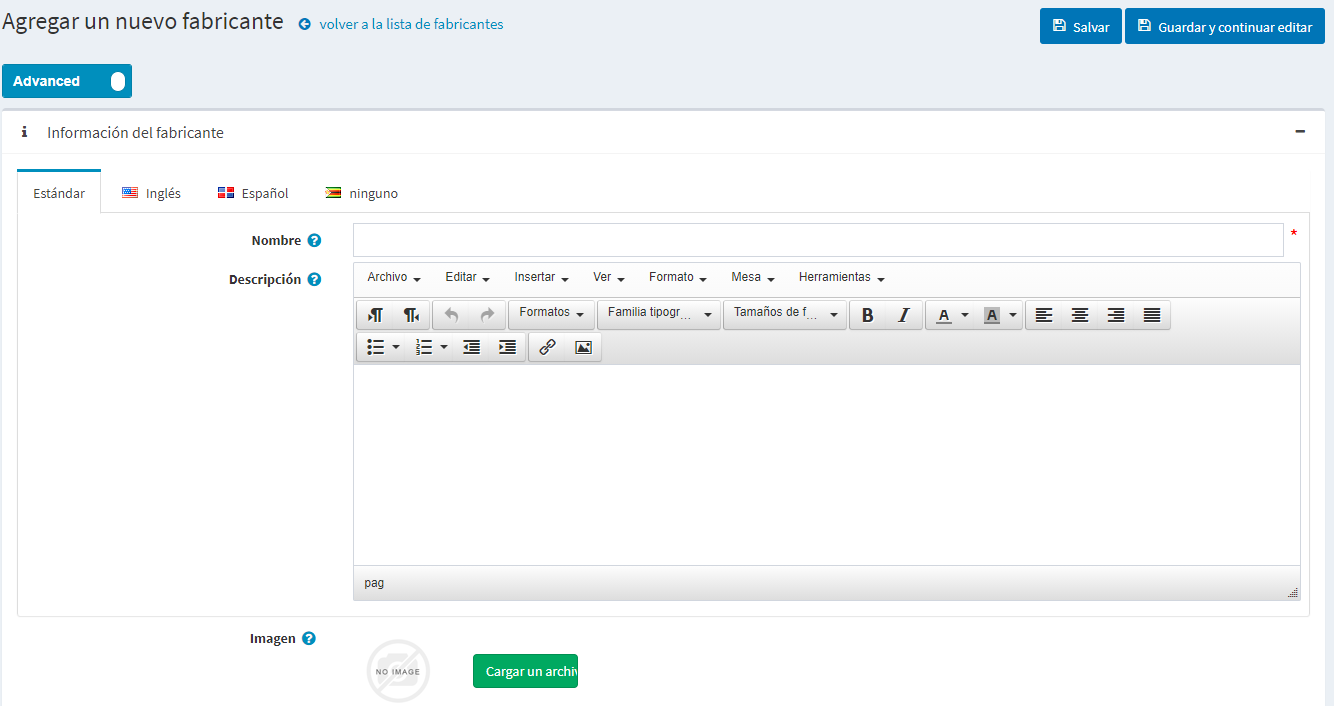 Agregar un nuevo fabricante volver a la lista de fabricantes Salvar Guardar y continuar editar
Advanced
Información del fabricante
Estándar Inglés Español ninguno
Nombre *
Descripción Archivo Editar Insertar Ver Formato Mesa Herramientas
Formatos Familia tipogr... Tamaños de f... B I A A
pag
Imagen
NO IMAGE Cargar un archiv